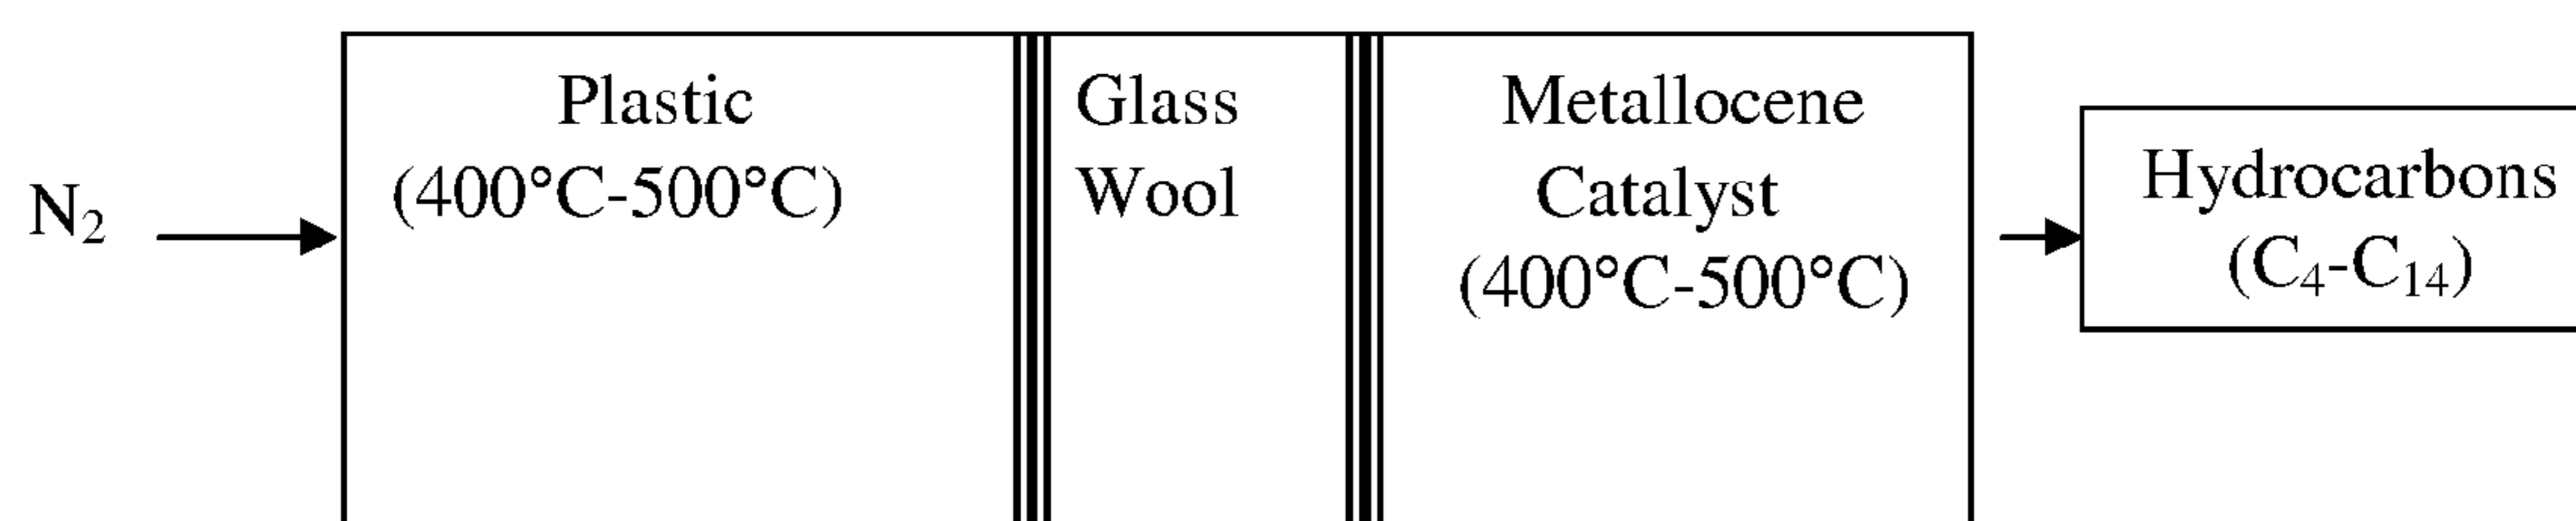 N₂
Plastic
(400°C-500°C)
Glass
Wool
Metallocene
Catalyst
(400°C-500°C)
Hydrocarbons
(C₄-C₁₄)